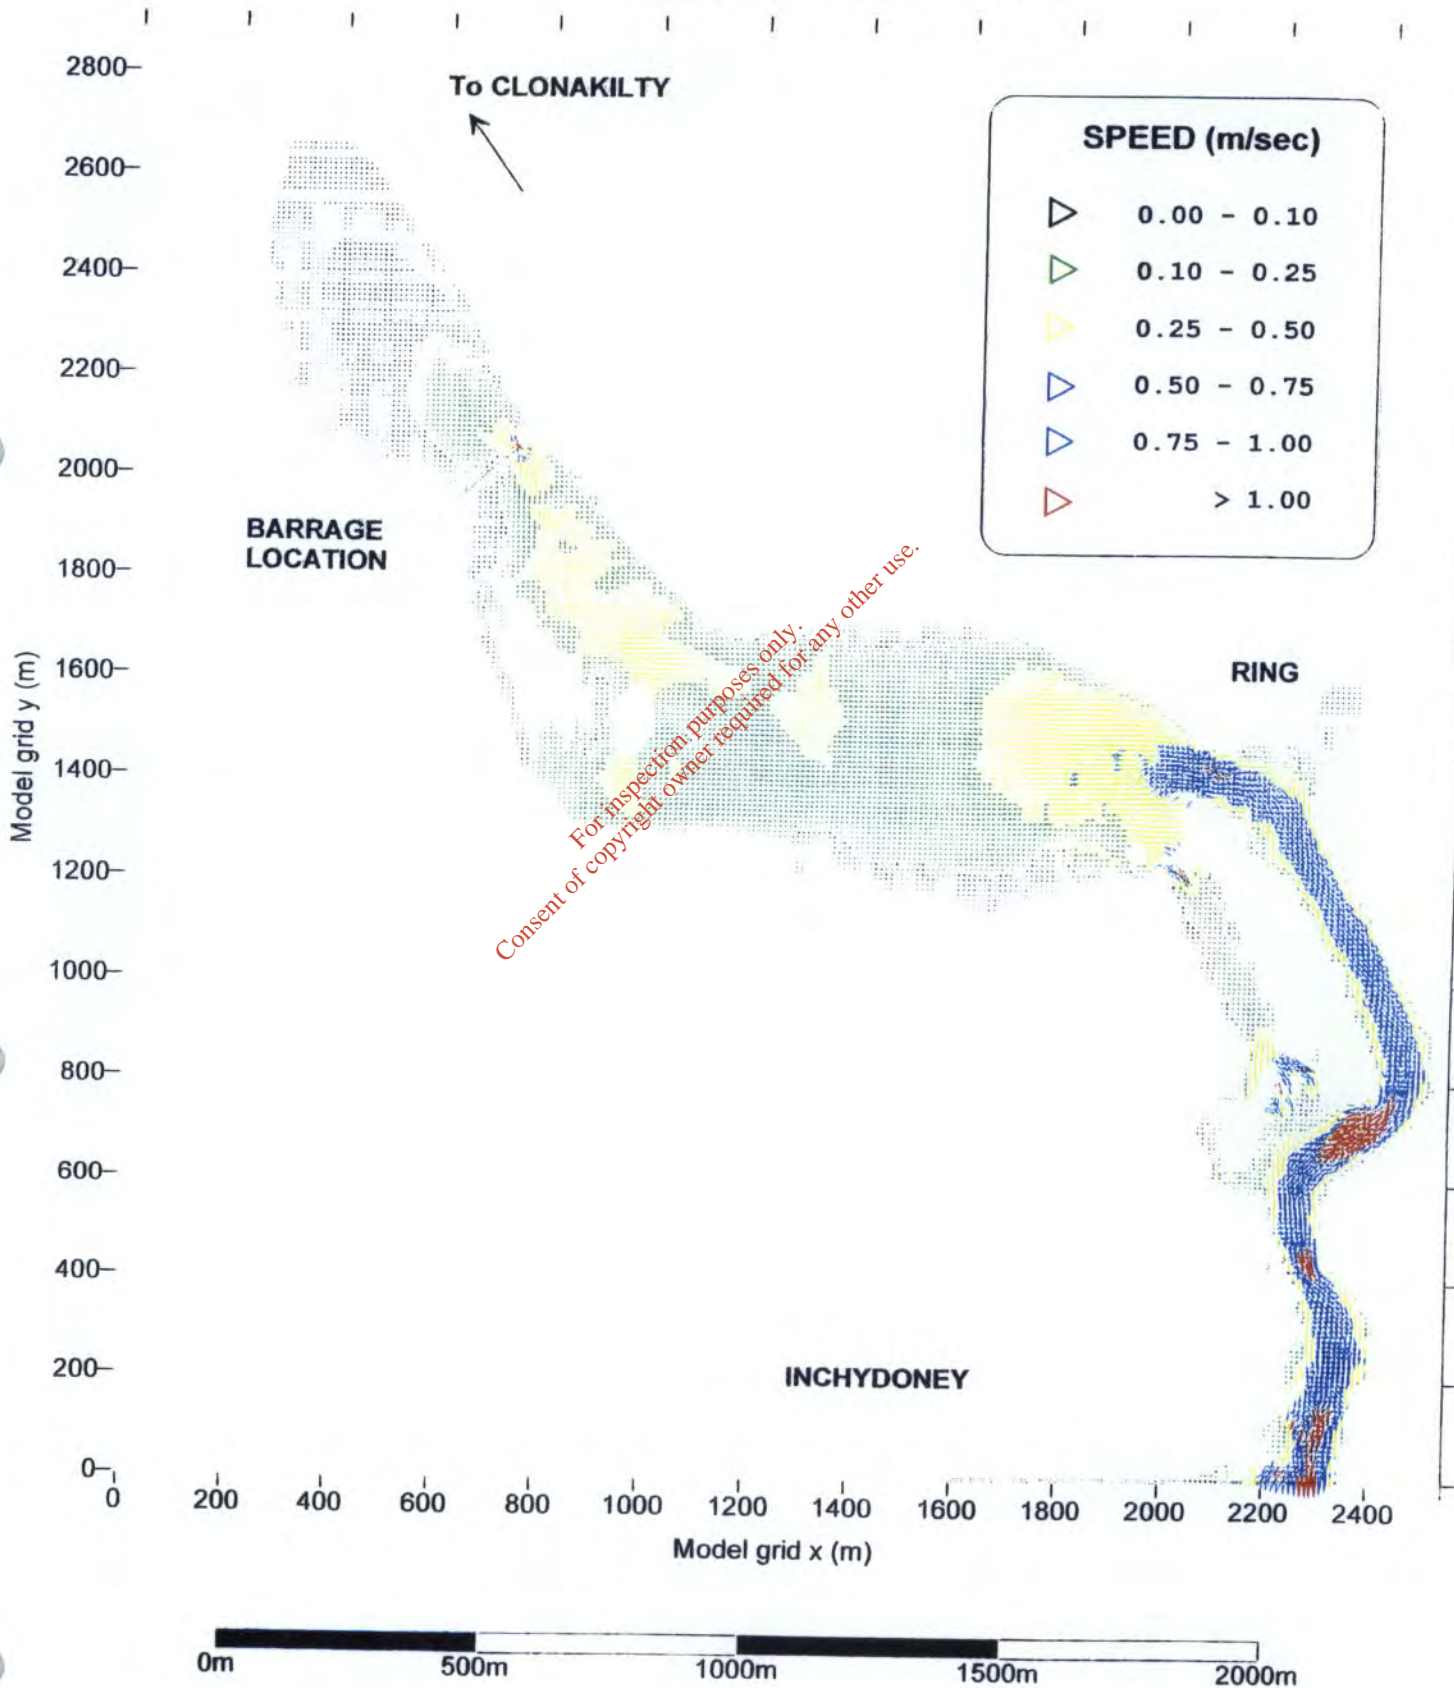 To CLONAKILTY
SPEED (m/sec)
0.00 - 0.10
0.10 - 0.25
0.25 - 0.50
0.50 - 0.75
0.75 - 1.00
> 1.00
2800
2600
2400
2200
2000
1800
1600
1400
1200
1000
800
600
400
200
0
Model grid y (m)
BARRAGE
LOCATION
RING
INCHYDONEY
For inspection purposes only.
Consent of copyright owner required for any other use.
0 200 400 600 800 1000 1200 1400 1600 1800 2000 2200 2400
Model grid x (m)
0m 500m 1000m 1500m 2000m